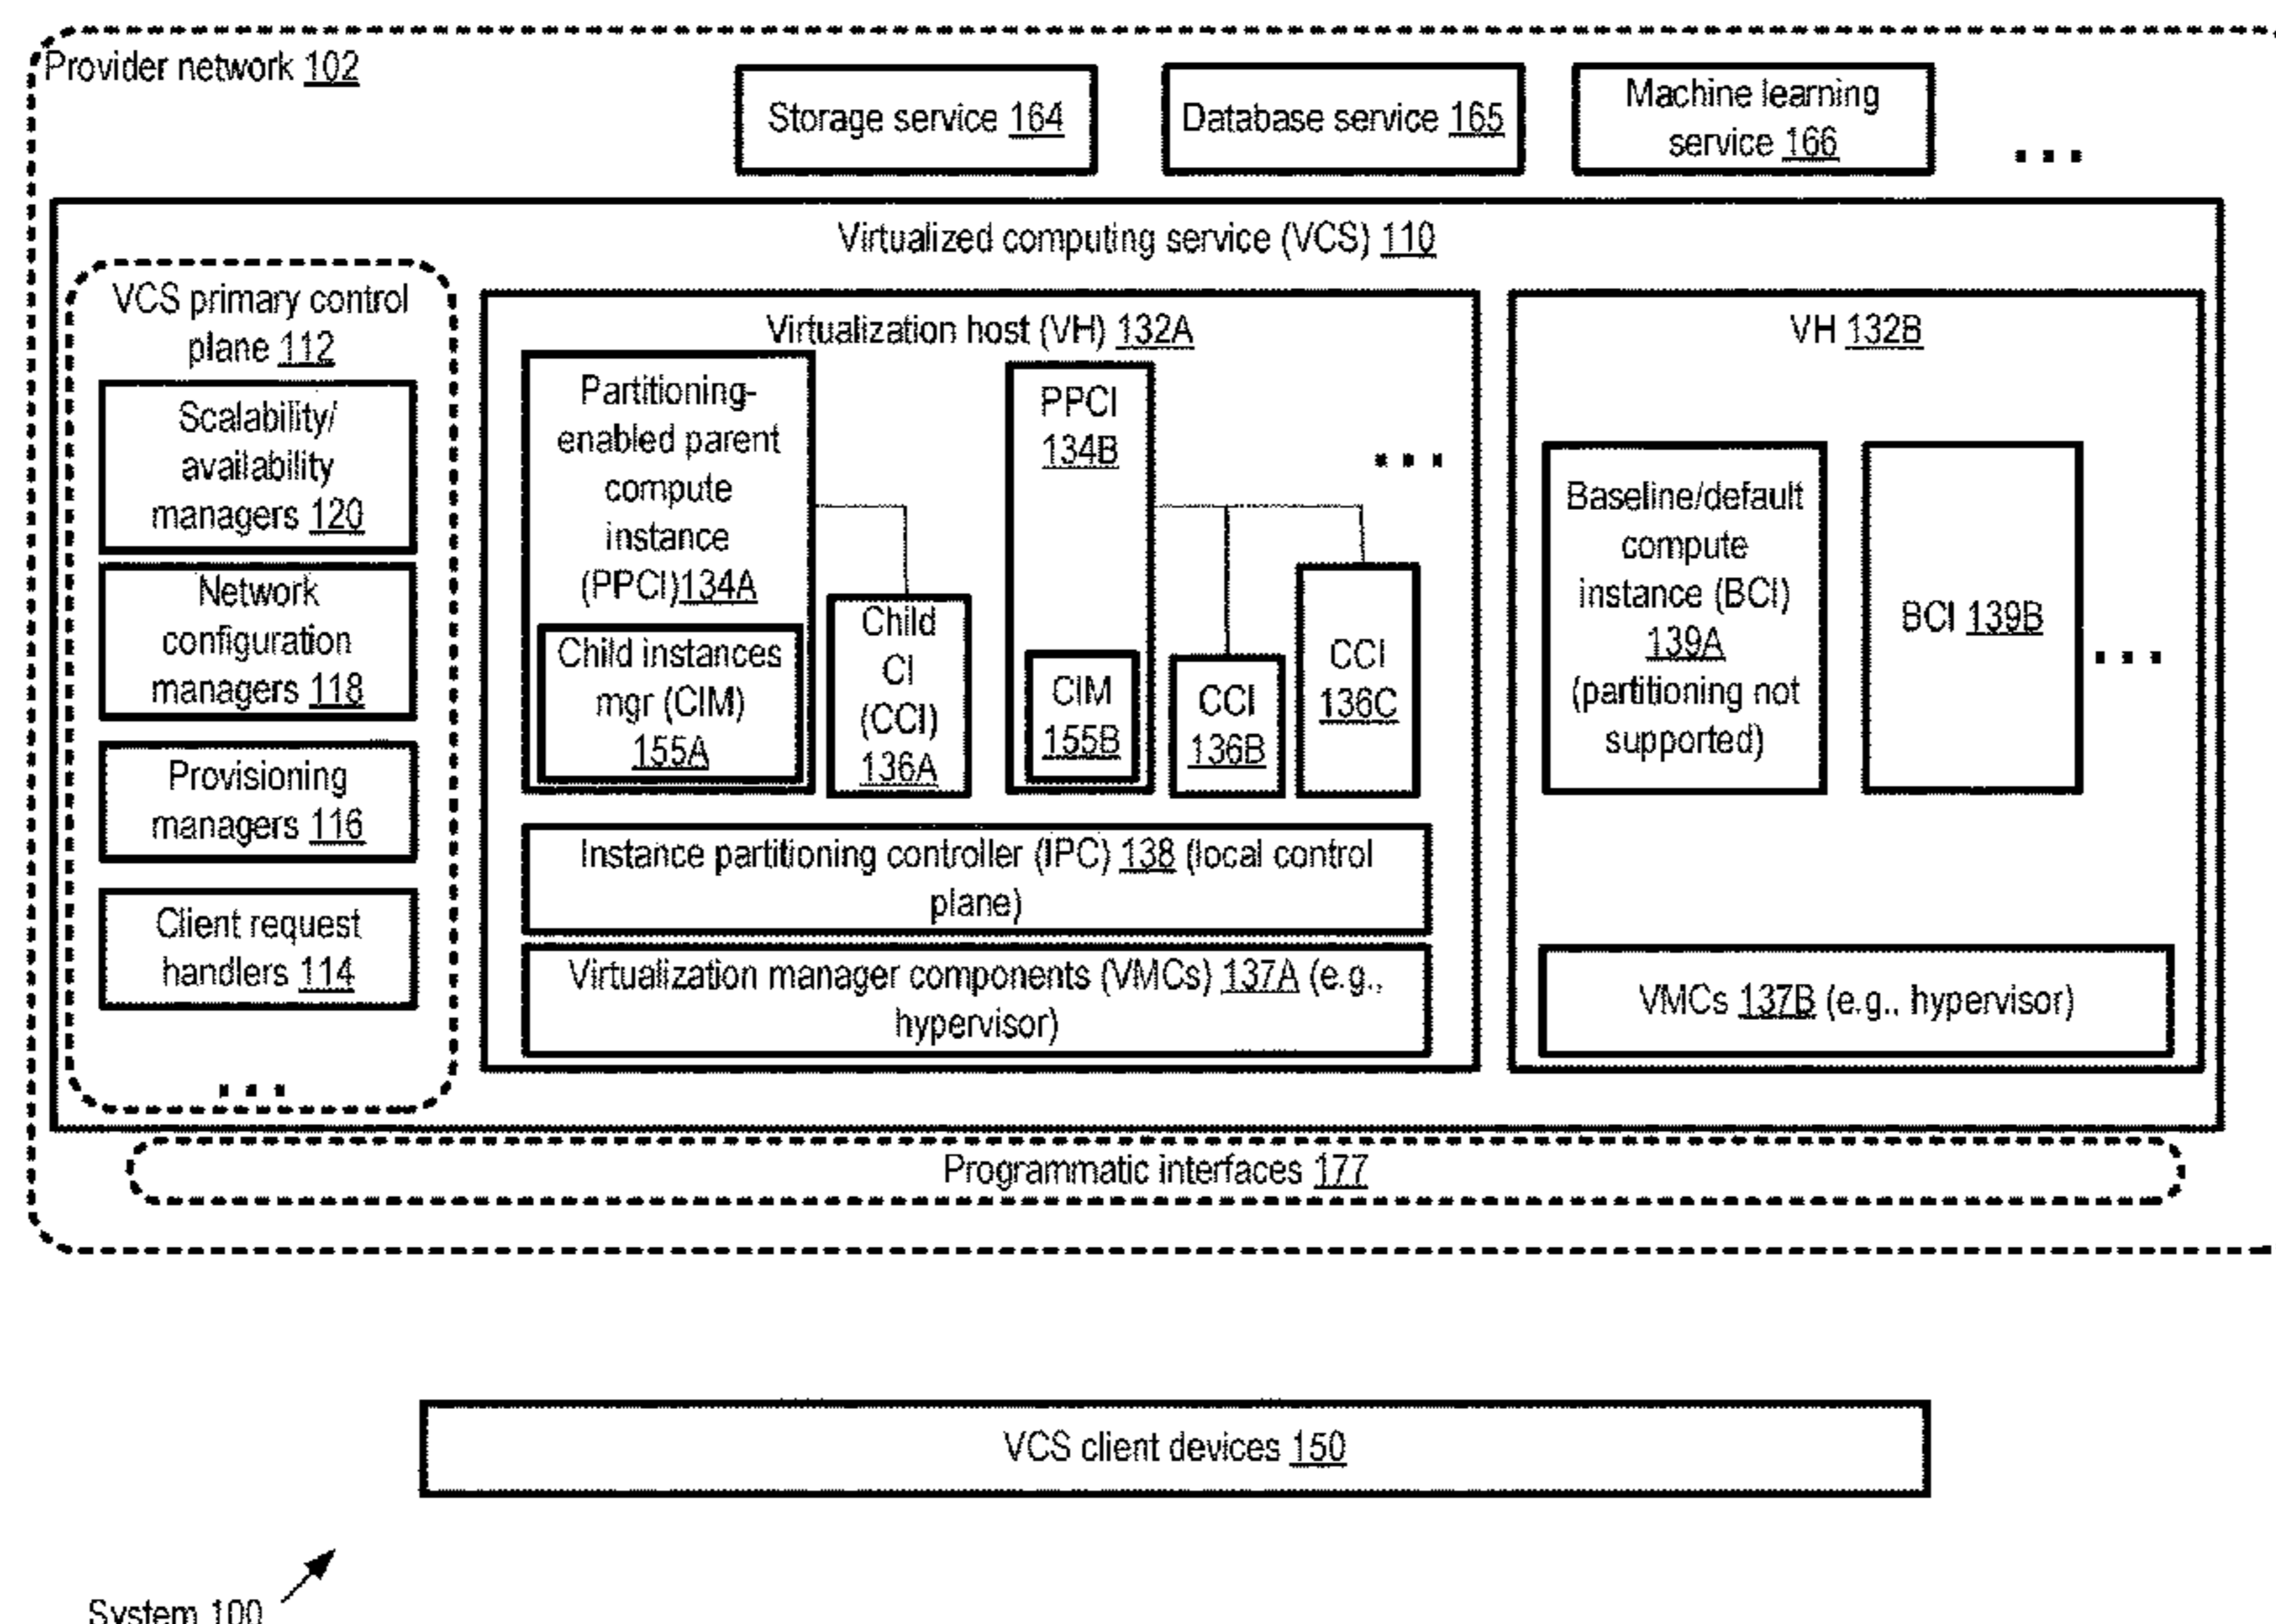 Provider network 102
Storage service 164
Database service 165
Machine learning
service 166
...
Virtualized computing service (VCS) 110
VCS primary control
plane 112
Scalability/
availability
managers 120
Network
configuration
managers 118
Provisioning
managers 116
Client request
handlers 114
...
Virtualization host (VH) 132A
Partitioning-
enabled parent
compute
instance
(PPCI)134A
Child instances
mgr (CIM)
155A
Child
CI
(CCI)
136A
PPCI
134B
CIM
155B
CCI
136B
CCI
136C
...
Instance partitioning controller (IPC) 138 (local control
plane)
Virtualization manager components (VMCs) 137A (e.g.,
hypervisor)
VH 132B
Baseline/default
compute
instance (BCI)
139A
(partitioning not
supported)
BCI 139B
...
VMCs 137B (e.g., hypervisor)
Programmatic interfaces 177
VCS client devices 150
System 100